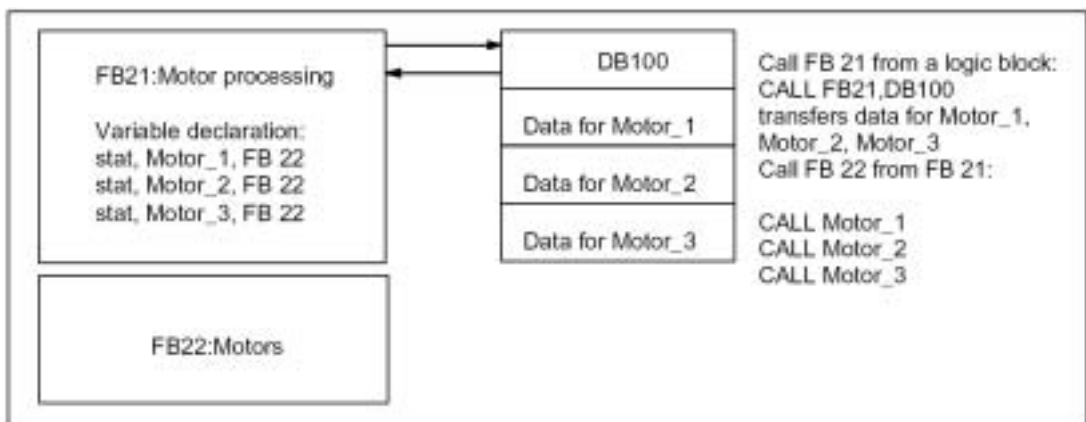 FB21:Motor processing
Variable declaration:
stat, Motor_1, FB 22
stat, Motor_2, FB 22
stat, Motor_3, FB 22
FB22:Motors
DB100
Data for Motor_1
Data for Motor_2
Data for Motor_3
Call FB 21 from a logic block:
CALL FB21,DB100
transfers data for Motor_1,
Motor_2, Motor_3
Call FB 22 from FB 21:
CALL Motor_1
CALL Motor_2
CALL Motor_3